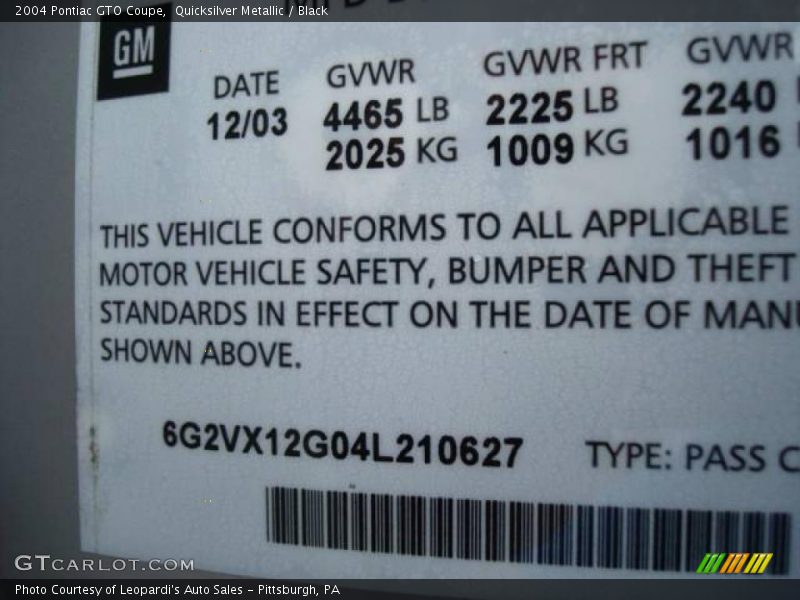 2004 Pontiac GTO Coupe, Quicksilver Metallic / Black
GM
DATE GVWR GVWR FRT GVWR
12/03 4465 LB 2225 LB 2240
2025 KG 1009 KG 1016
THIS VEHICLE CONFORMS TO ALL APPLICABLE
MOTOR VEHICLE SAFETY, BUMPER AND THEFT
STANDARDS IN EFFECT ON THE DATE OF MANU
SHOWN ABOVE.
6G2VX12G04L210627 TYPE: PASS C
GTCARLOT.COM
Photo Courtesy of Leopardi's Auto Sales - Pittsburgh, PA